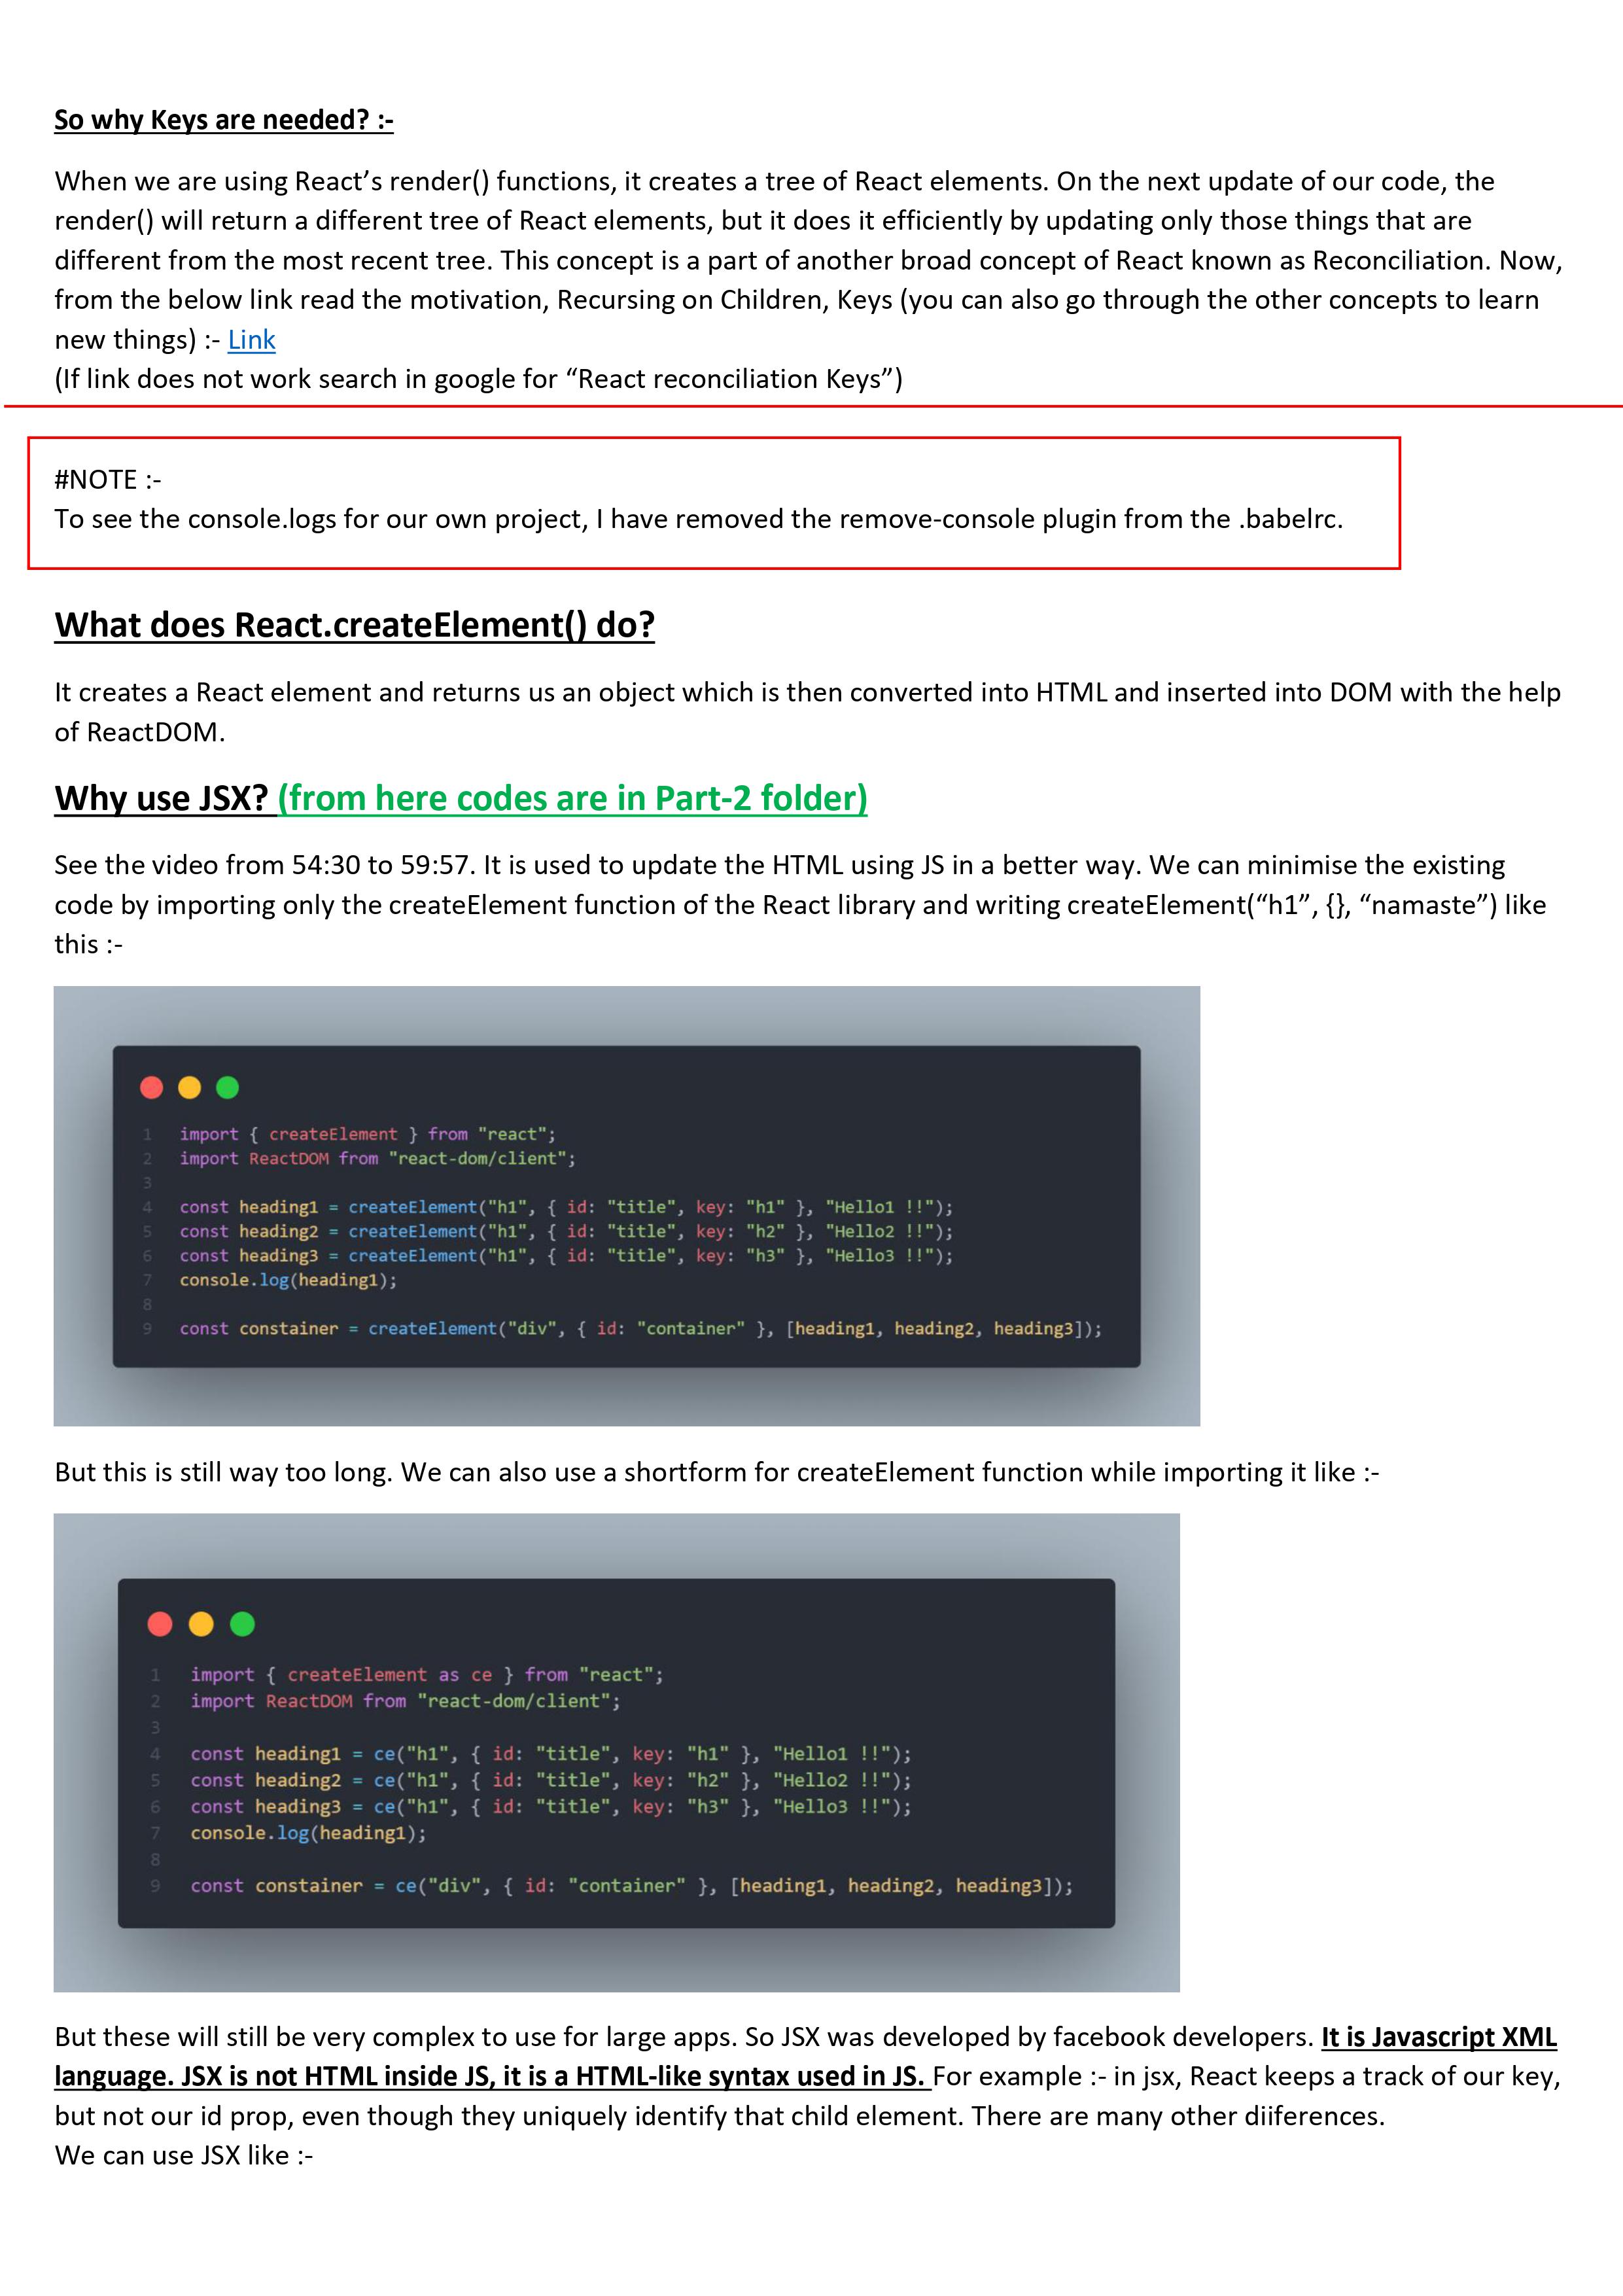 So why Keys are needed? :-
When we are using React’s render() functions, it creates a tree of React elements. On the next update of our code, the
render() will return a different tree of React elements, but it does it efficiently by updating only those things that are
different from the most recent tree. This concept is a part of another broad concept of React known as Reconciliation. Now,
from the below link read the motivation, Recursing on Children, Keys (you can also go through the other concepts to learn
new things) :- Link
(If link does not work search in google for “React reconciliation Keys”)
#NOTE :-
To see the console.logs for our own project, I have removed the remove-console plugin from the .babelrc.
What does React.createElement() do?
It creates a React element and returns us an object which is then converted into HTML and inserted into DOM with the help
of ReactDOM.
Why use JSX? (from here codes are in Part-2 folder)
See the video from 54:30 to 59:57. It is used to update the HTML using JS in a better way. We can minimise the existing
code by importing only the createElement function of the React library and writing createElement(“h1”, {}, “namaste”) like
this :-
1 import { createElement } from "react";
2 import ReactDOM from "react-dom/client";
3
4 const heading1 = createElement("h1", { id: "title", key: "h1" }, "Hello1 !!");
5 const heading2 = createElement("h1", { id: "title", key: "h2" }, "Hello2 !!");
6 const heading3 = createElement("h1", { id: "title", key: "h3" }, "Hello3 !!");
7 console.log(heading1);
8
9 const constainer = createElement("div", { id: "container" }, [heading1, heading2, heading3]);
But this is still way too long. We can also use a shortform for createElement function while importing it like :-
1 import { createElement as ce } from "react";
2 import ReactDOM from "react-dom/client";
3
4 const heading1 = ce("h1", { id: "title", key: "h1" }, "Hello1 !!");
5 const heading2 = ce("h1", { id: "title", key: "h2" }, "Hello2 !!");
6 const heading3 = ce("h1", { id: "title", key: "h3" }, "Hello3 !!");
7 console.log(heading1);
8
9 const constainer = ce("div", { id: "container" }, [heading1, heading2, heading3]);
But these will still be very complex to use for large apps. So JSX was developed by facebook developers. It is Javascript XML
language. JSX is not HTML inside JS, it is a HTML-like syntax used in JS. For example :- in jsx, React keeps a track of our key,
but not our id prop, even though they uniquely identify that child element. There are many other diiferences.
We can use JSX like :-